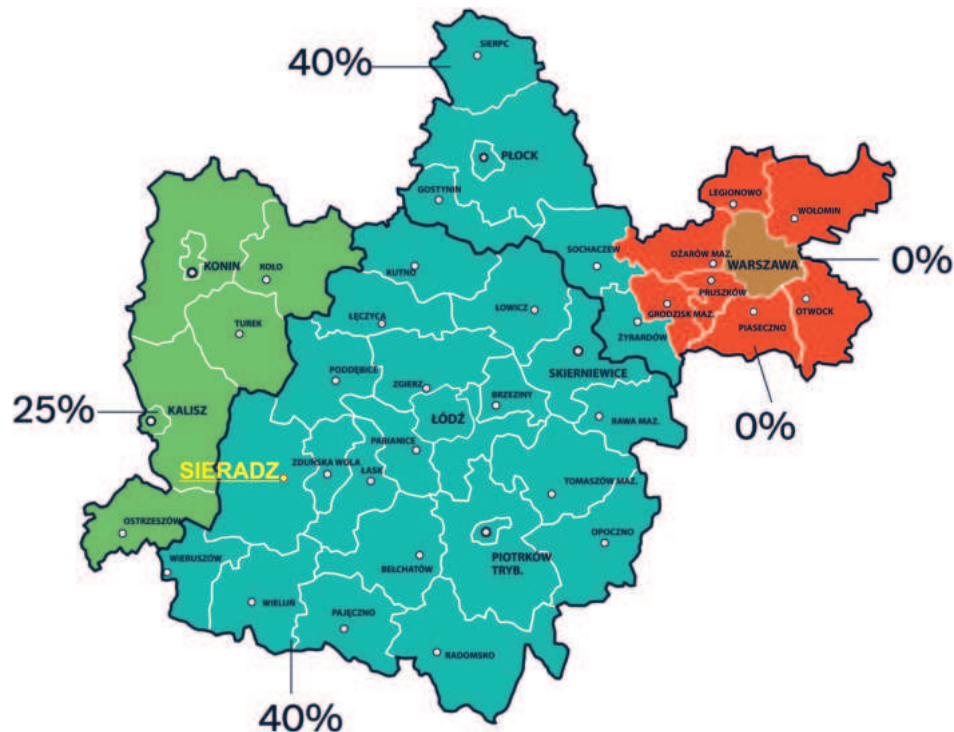 SIERPC
40%
PŁOCK
GOSTYNIN
LEGIONOWO
WOŁOMIN
SOCHACZEW
OŻARÓW MAZ.
WARSZAWA
0%
KONIN
KOŁO
KUTNO
PRUSZKÓW
GRODZISK MAZ.
PIASECZNO
OTWOCK
ŁOWICZ
ŁĘCZYCA
TUREK
ŻYRARDÓW
PODDĘBICE
ZGIERZ
SKIERNIEWICE
BRZEZINY
25%
KALISZ
ŁÓDŹ
RAWA MAZ.
0%
PABIANICE
SIERADZ
ZDUŃSKA WOLA
ŁASK
TOMASZÓW MAZ.
OSTRZESZÓW
OPOCZNO
WIERUSZÓW
BEŁCHATÓW
PIOTRKÓW
TRYB.
WIELUŃ
PAJĘCZNO
RADOMSKO
40%